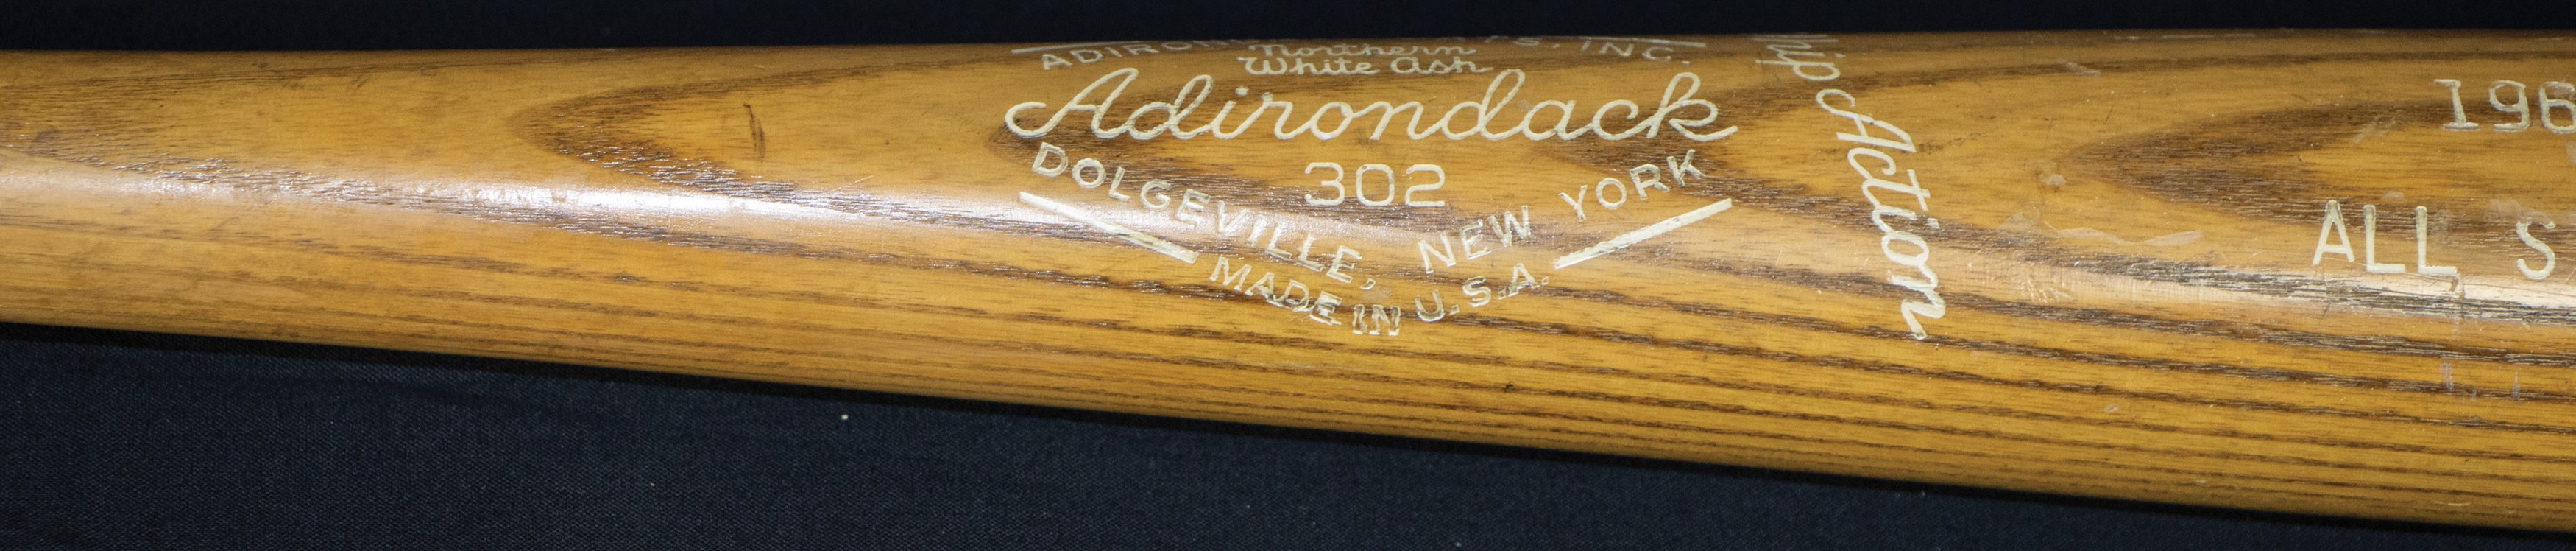 Northern
White Ash
Adirondack
302
DOLGEVILLE, NEW YORK
MADE IN U.S.A.
Action
ALL